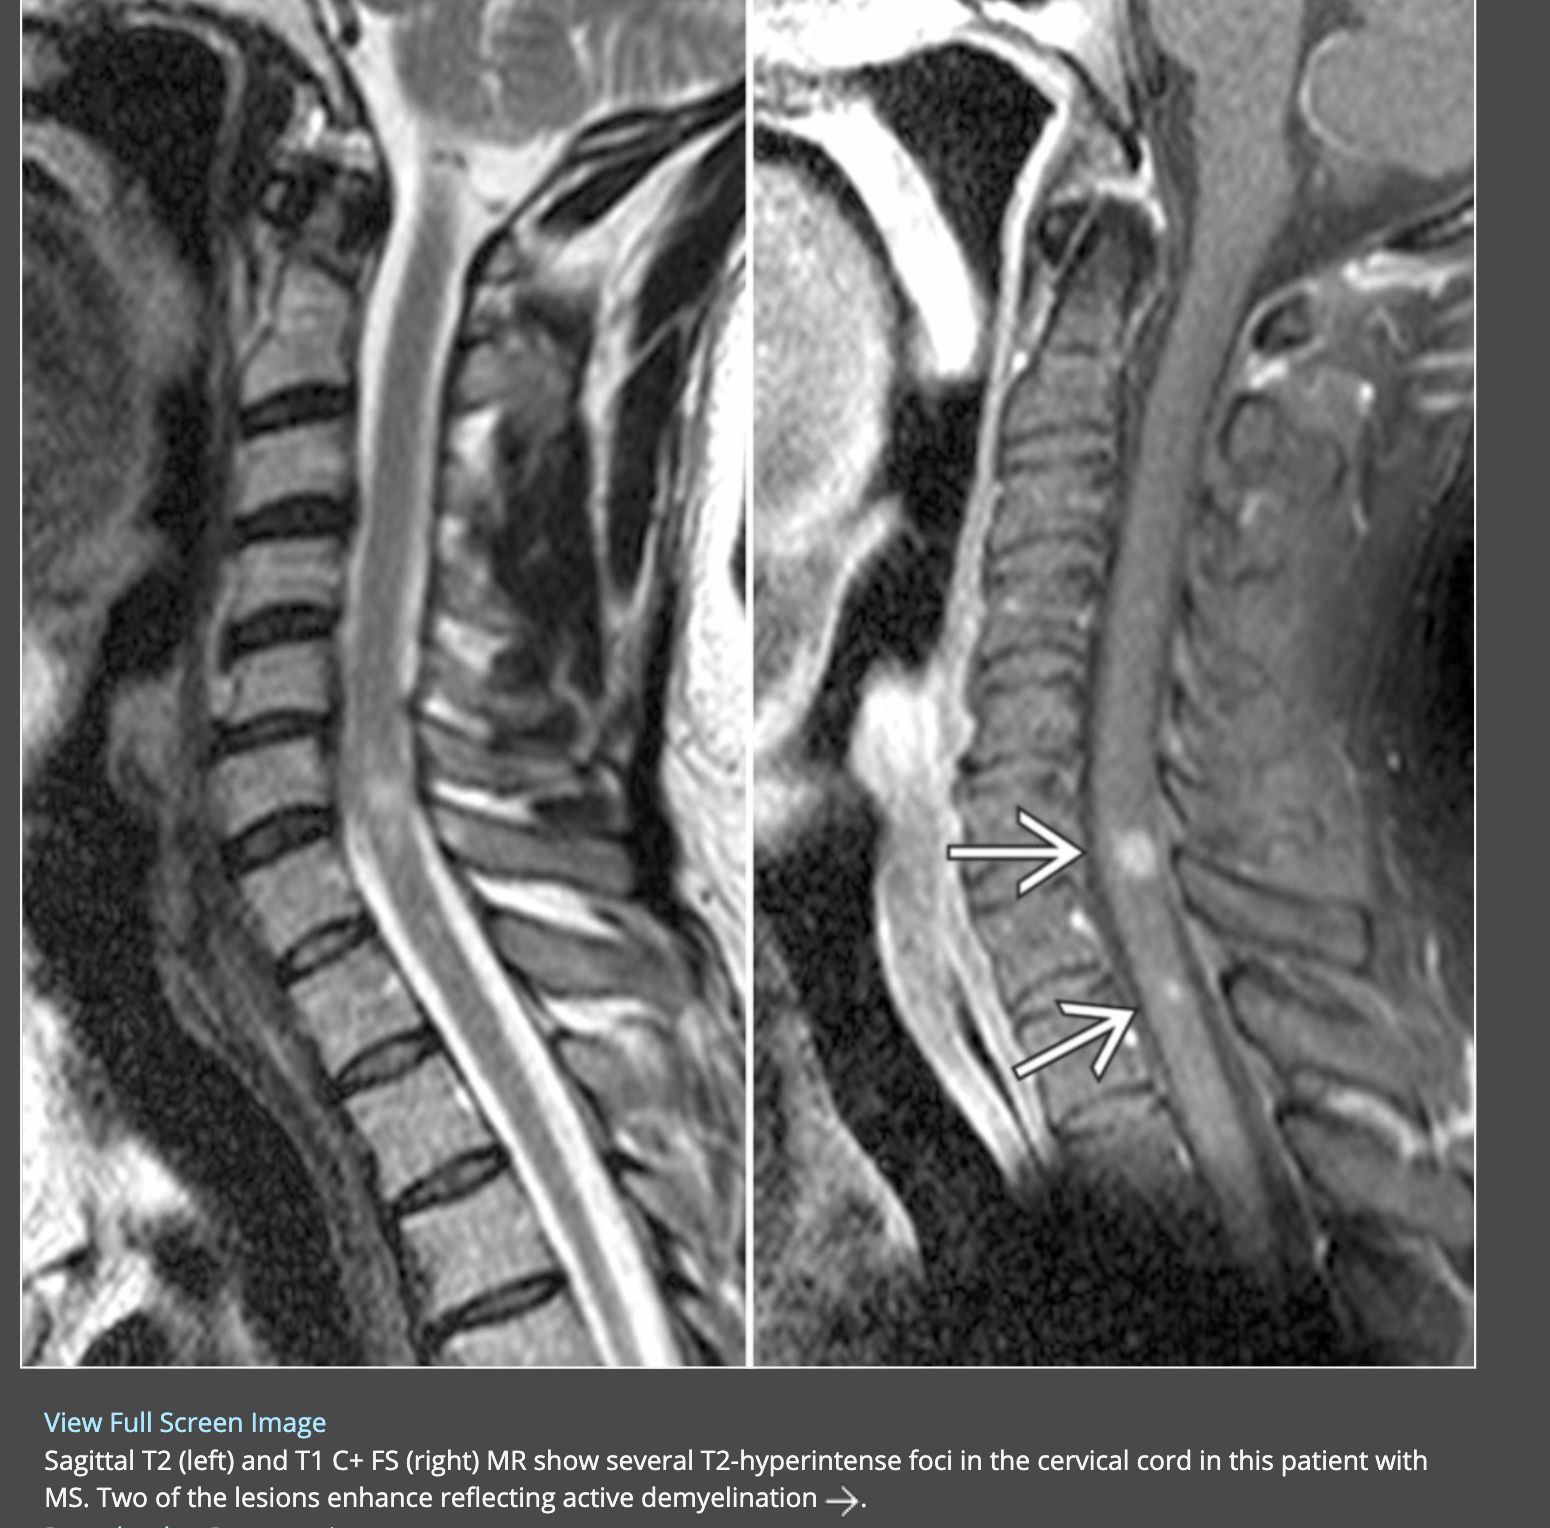 View Full Screen Image
Sagittal T2 (left) and T1 C+ FS (right) MR show several T2-hyperintense foci in the cervical cord in this patient with
MS. Two of the lesions enhance reflecting active demyelination →.